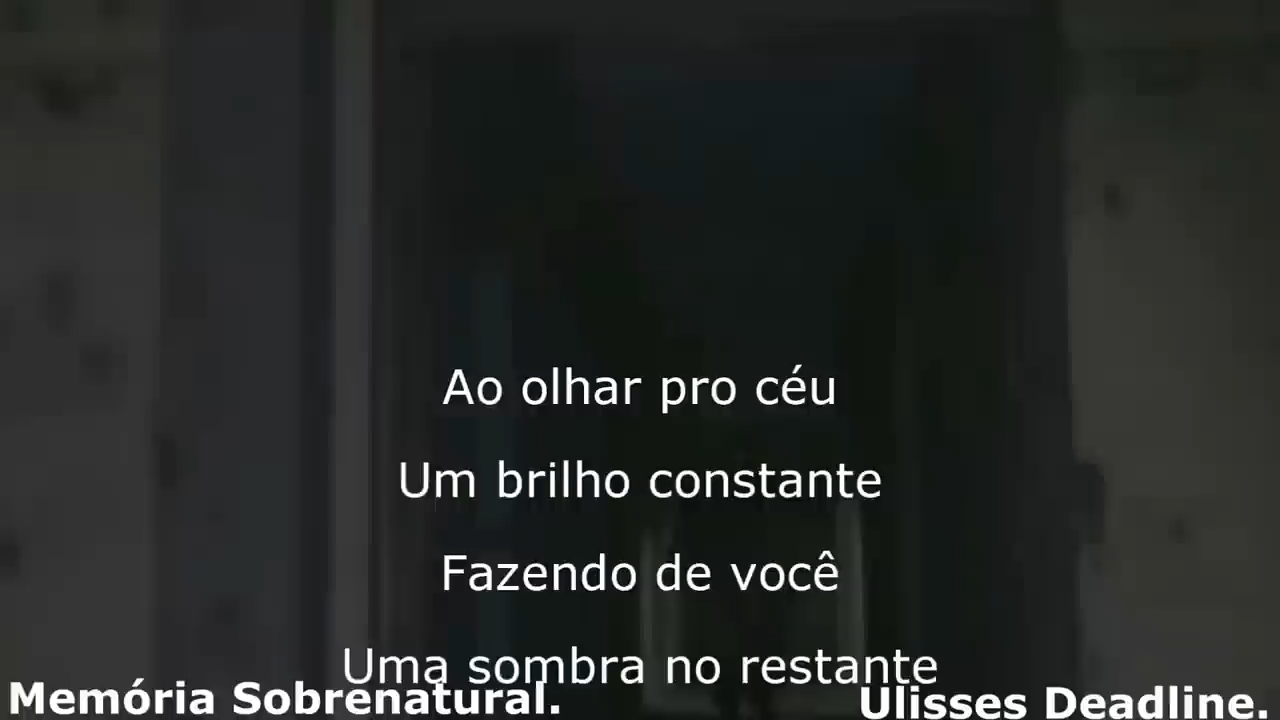 Ao olhar pro céu
Um brilho constante
Fazendo de você
Uma sombra no restante
Memória Sobrenatural.
Ulisses Deadline.